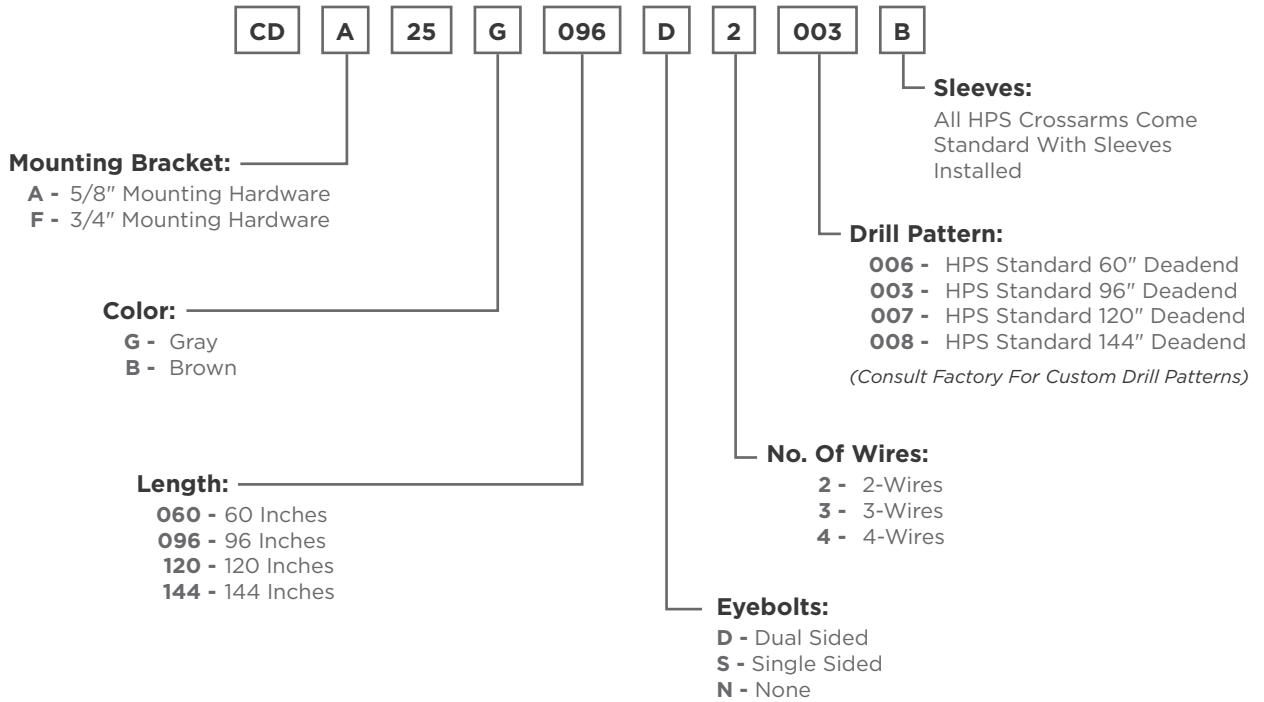 CD A 25 G 096 D 2 003 B
Sleeves:
All HPS Crossarms Come
Standard With Sleeves
Installed
Mounting Bracket:
A - 5/8" Mounting Hardware
F - 3/4" Mounting Hardware
Drill Pattern:
006 - HPS Standard 60" Deadend
003 - HPS Standard 96" Deadend
007 - HPS Standard 120" Deadend
008 - HPS Standard 144" Deadend
(Consult Factory For Custom Drill Patterns)
Color:
G - Gray
B - Brown
No. Of Wires:
2 - 2-Wires
3 - 3-Wires
4 - 4-Wires
Length:
060 - 60 Inches
096 - 96 Inches
120 - 120 Inches
144 - 144 Inches
Eyebolts:
D - Dual Sided
S - Single Sided
N - None